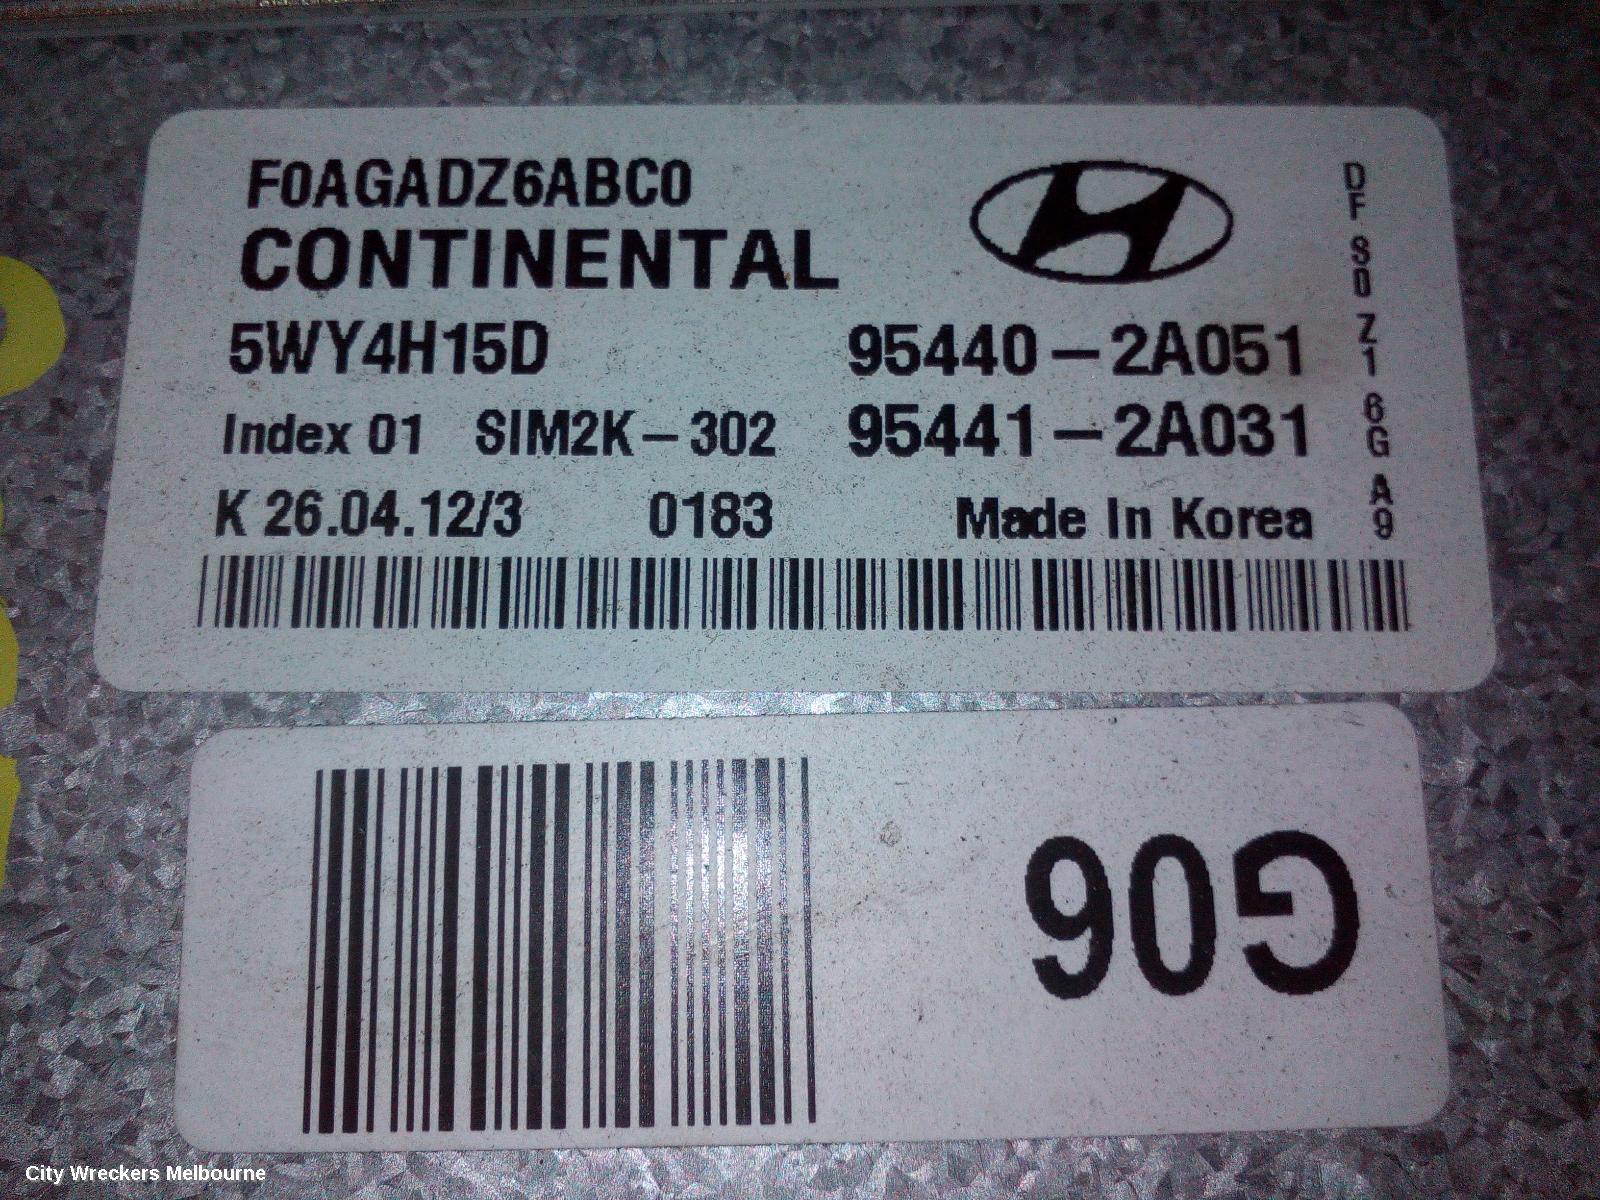 F0AGADZ6ABC0
CONTINENTAL
5WY4H15D 95440-2A051
Index 01 SIM2K-302 95441-2A031
K 26.04.12/3 0183 Made In Korea
DF S0 Z1 6G A9
G06
City Wreckers Melbourne